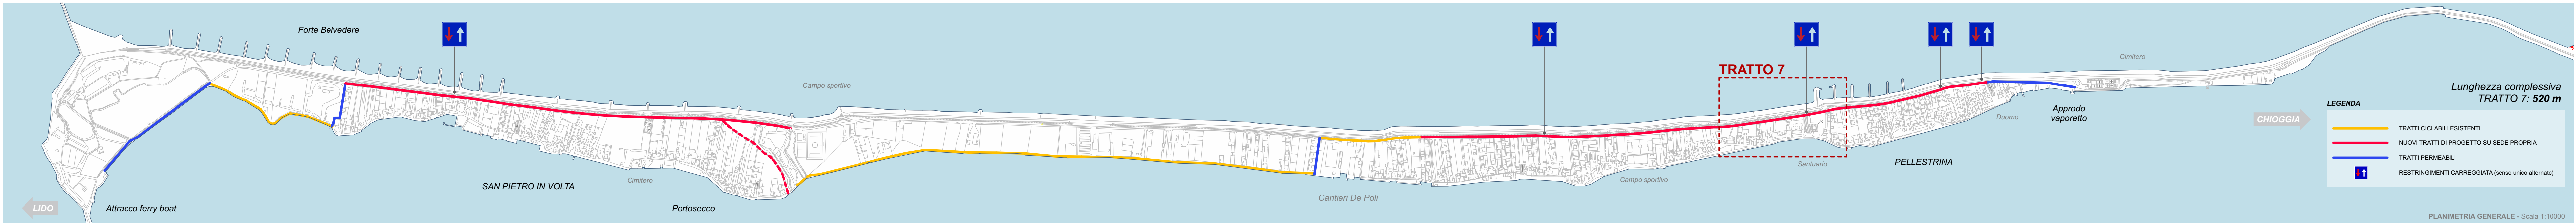 Forte Belvedere
Campo sportivo
TRATTO 7
Cimitero
Lunghezza complessiva
TRATTO 7: 520 m
LEGENDA
Approdo
vaporetto
Duomo
CHIOGGIA
TRATTI CICLABILI ESISTENTI
NUOVI TRATTI DI PROGETTO SU SEDE PROPRIA
TRATTI PERMEABILI
RESTRINGIMENTI CARREGGIATA (senso unico alternato)
PELLESTRINA
Santuario
Campo sportivo
Cimitero
SAN PIETRO IN VOLTA
Cantieri De Poli
Portosecco
Attracco ferry boat
LIDO
PLANIMETRIA GENERALE - Scala 1:10000